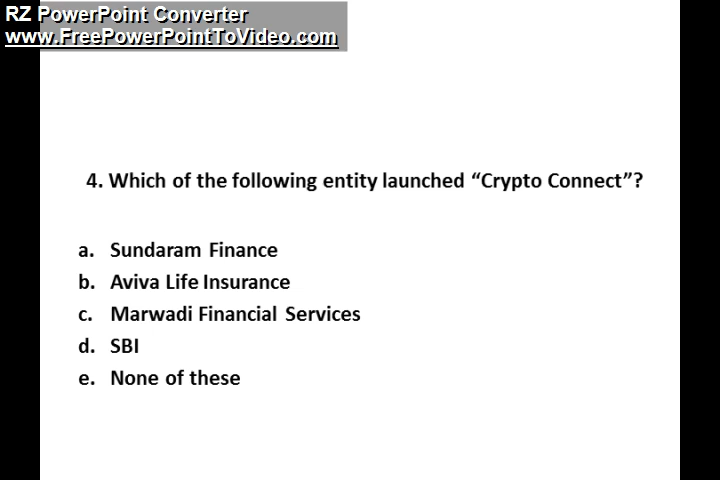 RZ PowerPoint Converter
www.FreePowerPointToVideo.com
4. Which of the following entity launched “Crypto Connect”?
a. Sundaram Finance
b. Aviva Life Insurance
c. Marwadi Financial Services
d. SBI
e. None of these